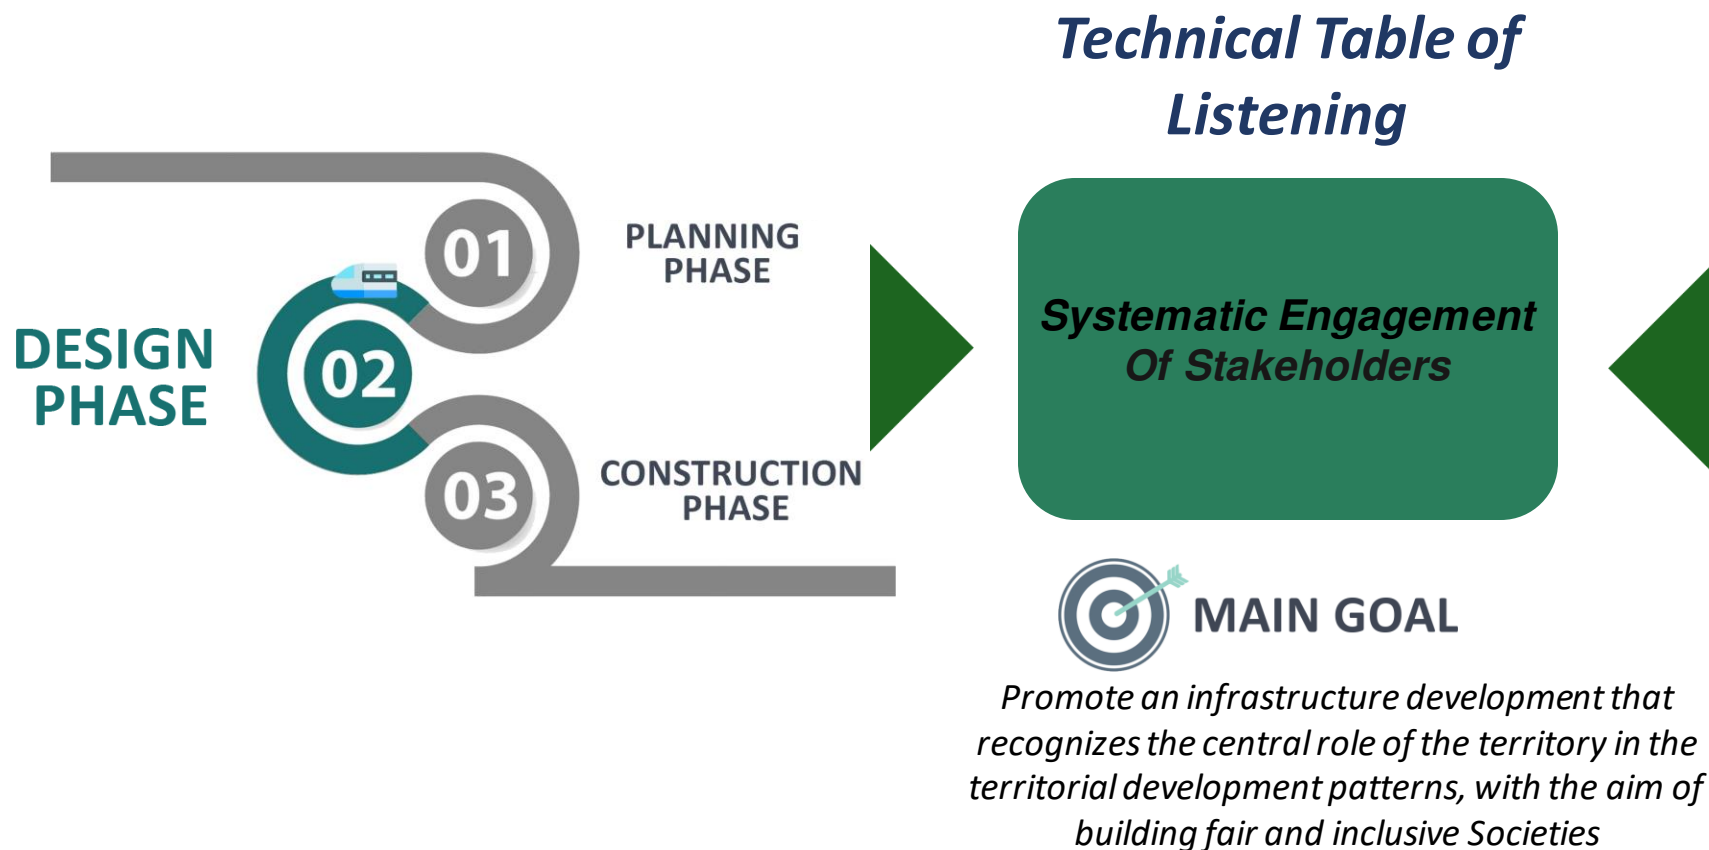 Technical Table of
Listening
01
PLANNING
PHASE
DESIGN
PHASE
02
03
CONSTRUCTION
PHASE
Systematic Engagement
Of Stakeholders
MAIN GOAL
Promote an infrastructure development that
recognizes the central role of the territory in the
territorial development patterns, with the aim of
building fair and inclusive Societies